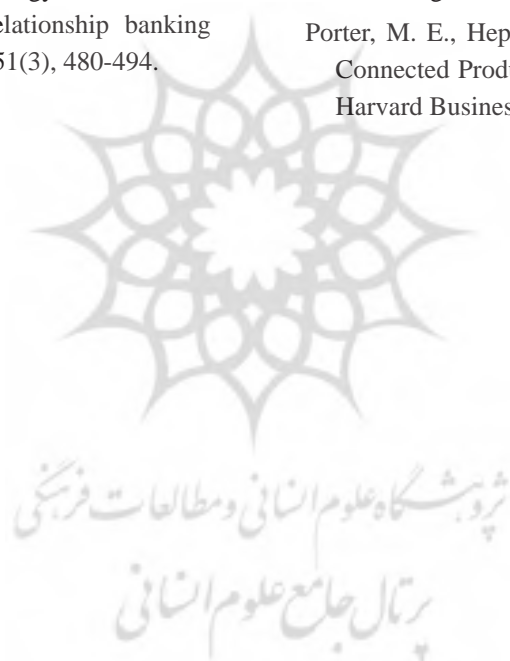 elationship banking
51(3), 480-494.
Porter, M. E., Hep
Connected Produ
Harvard Busines
پژوهشگاه علوم انسانی و مطالعات فرهنگی
پرتال جامع علوم انسانی